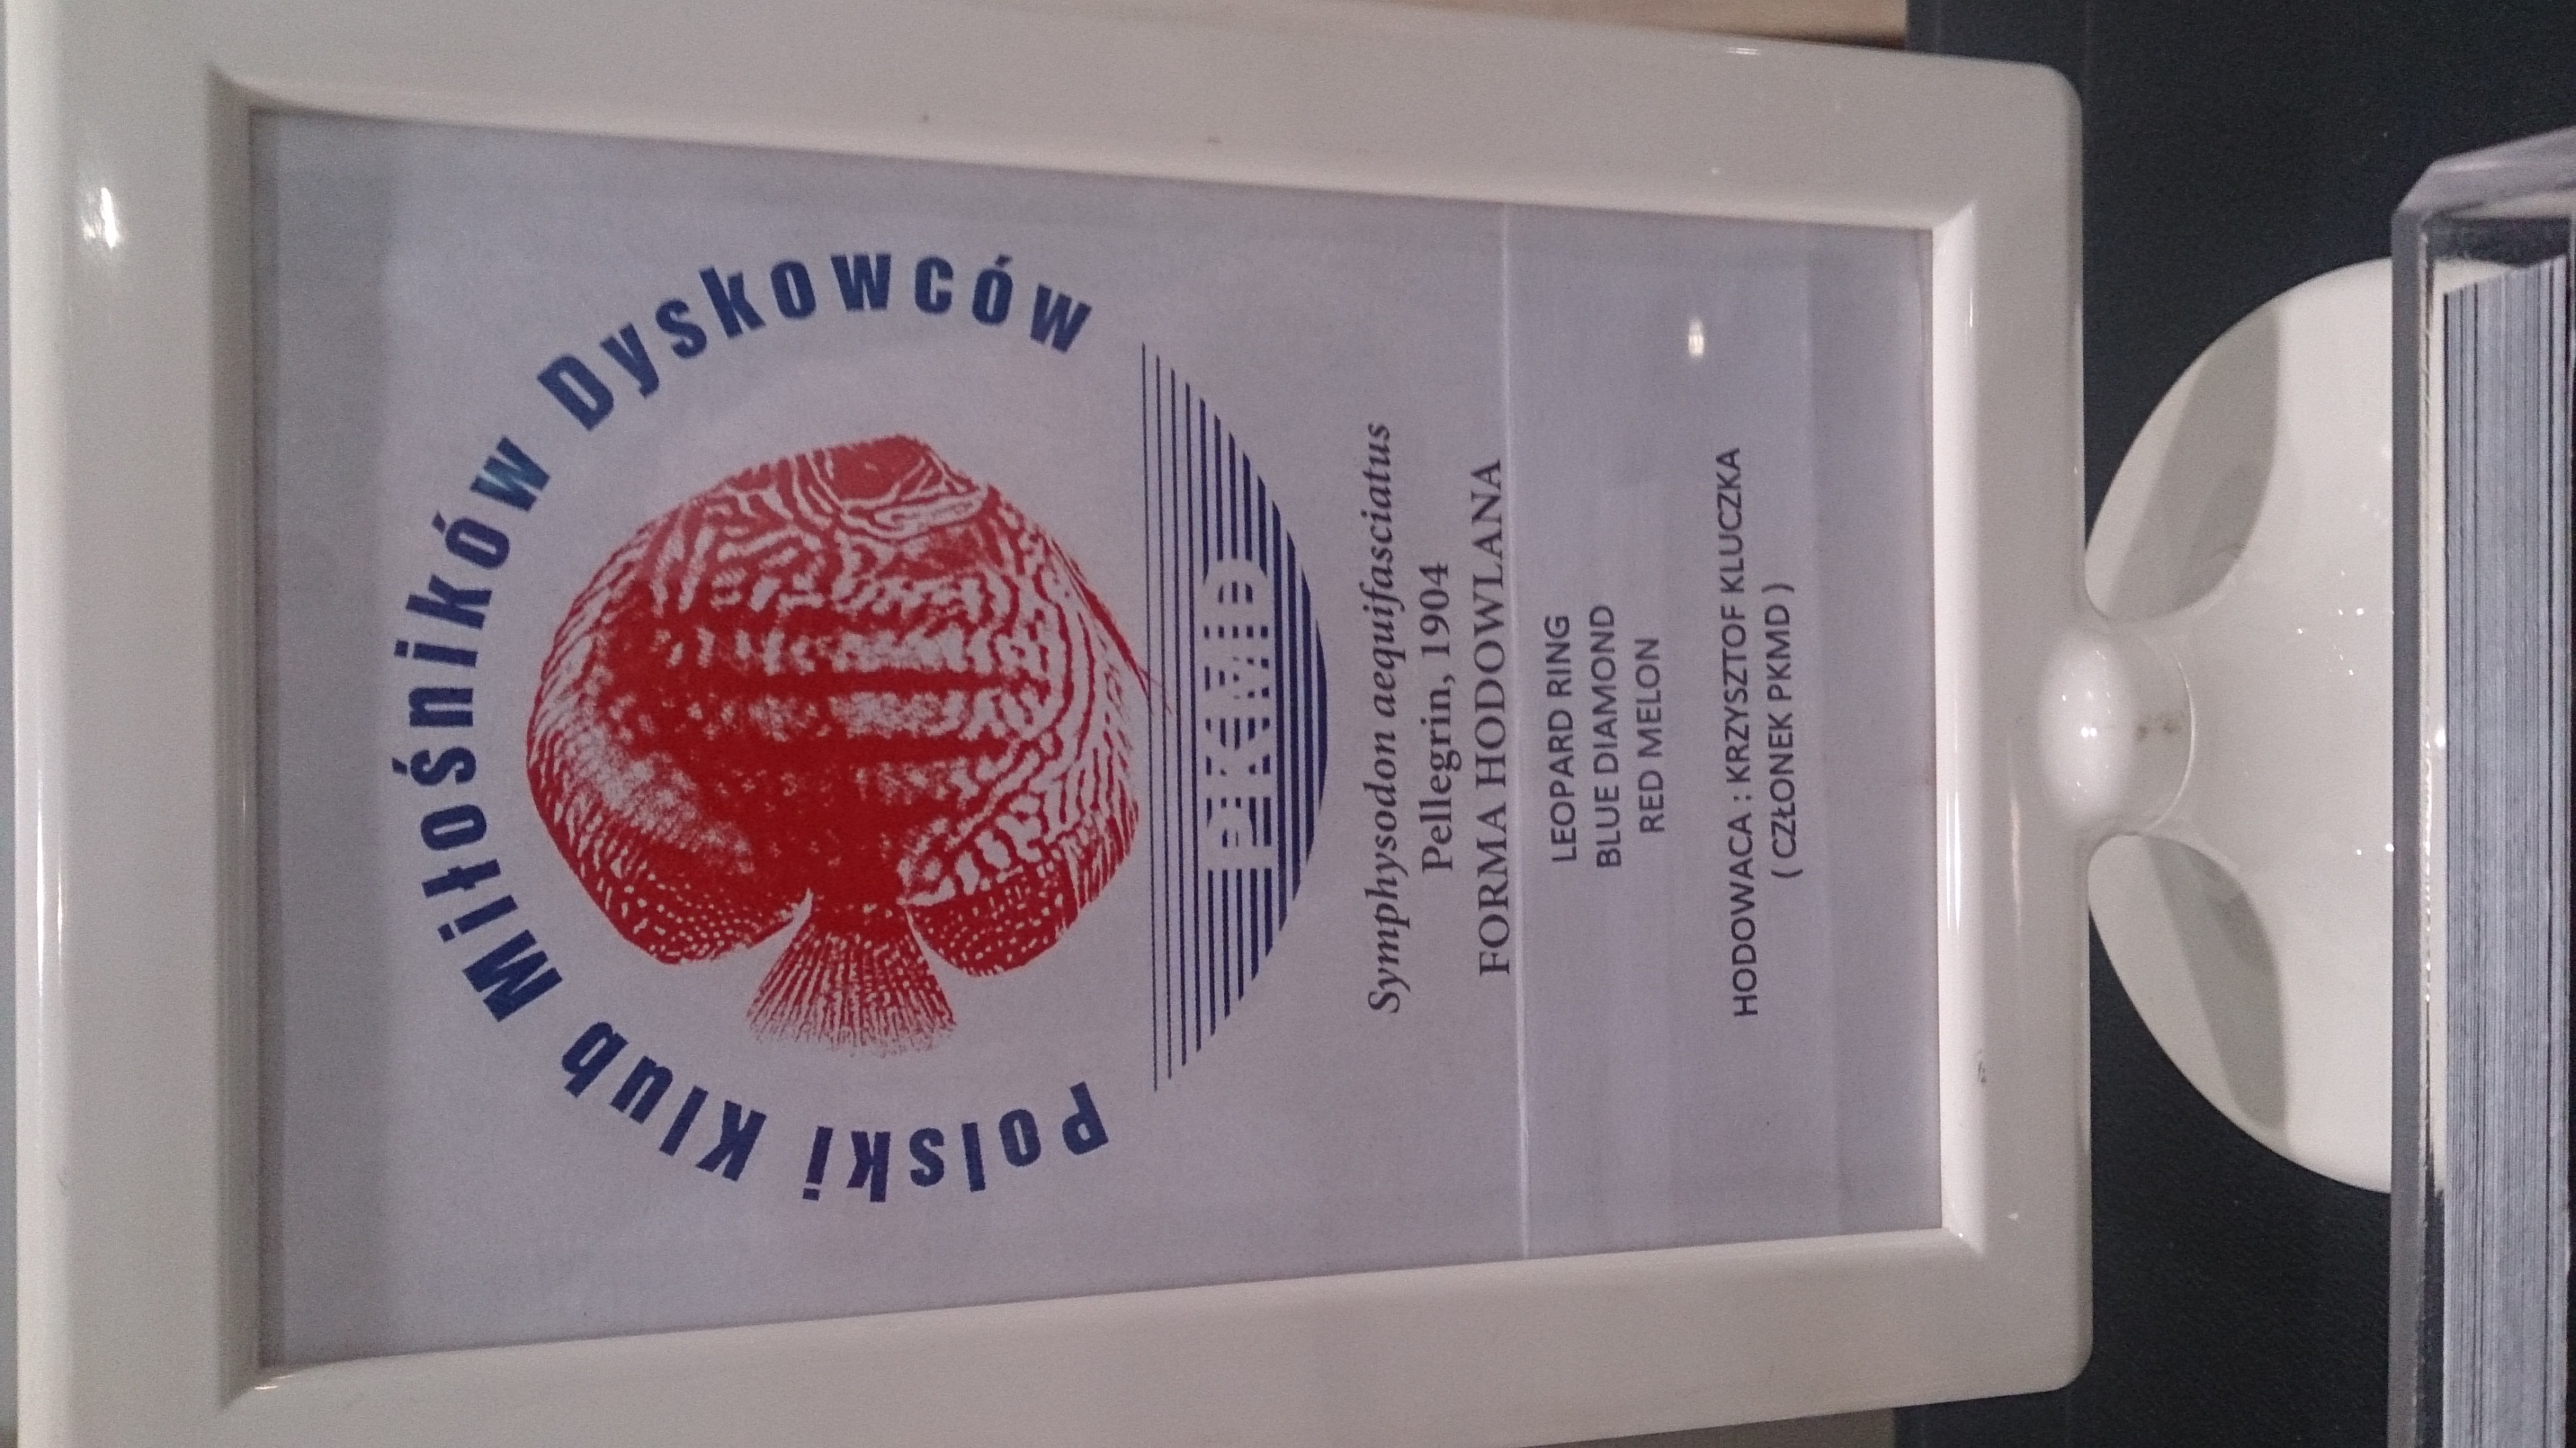 Polski Klub Miłośników Dyskowców
PKMD
Symphysodon aequifasciatus
Pellegrin, 1904
FORMA HODOWLANA
LEOPARD RING
BLUE DIAMOND
RED MELON
HODOWACA : KRZYSZTOF KLUCZKA
( CZŁONEK PKMD )